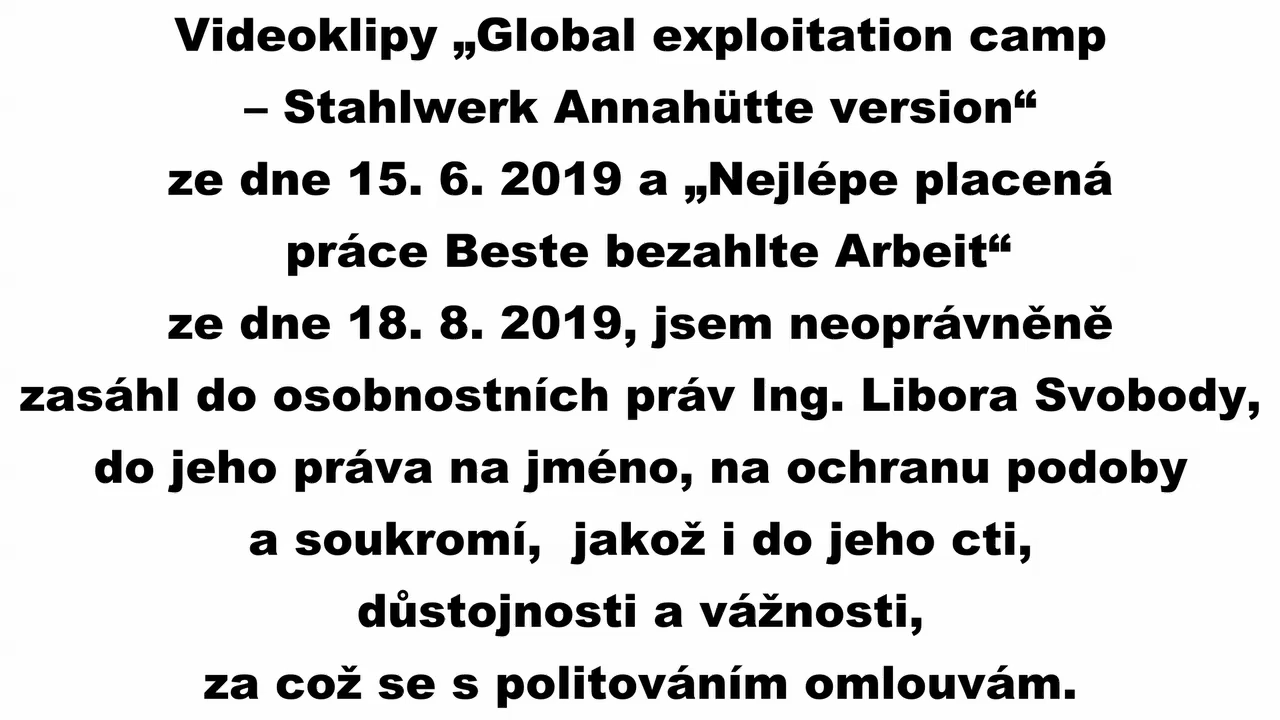 Videoklipy „Global exploitation camp
– Stahlwerk Annahütte version“
ze dne 15. 6. 2019 a „Nejlépe placená
práce Beste bezahlte Arbeit“
ze dne 18. 8. 2019, jsem neoprávněně
zasáhl do osobnostních práv Ing. Libora Svobody,
do jeho práva na jméno, na ochranu podoby
a soukromí,  jakož i do jeho cti,
důstojnosti a vážnosti,
za což se s politováním omlouvám.